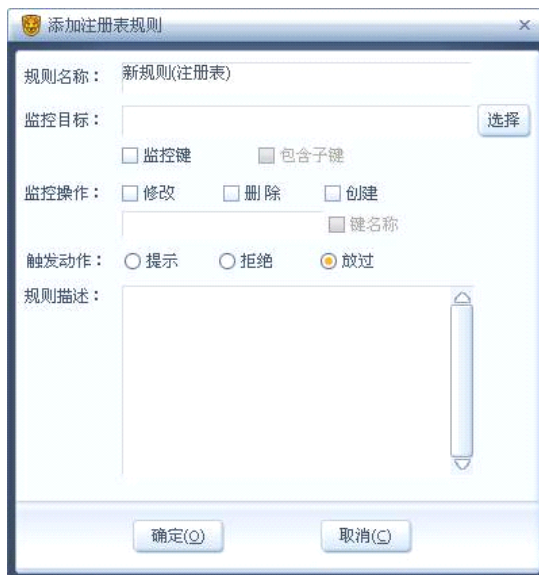 添加注册表规则
规则名称： 新规则(注册表)
监控目标： 选择
监控键 包含子键
监控操作： 修改 删除 创建
键名称
触发动作： 提示 拒绝 放过
规则描述：
确定(O) 取消(C)